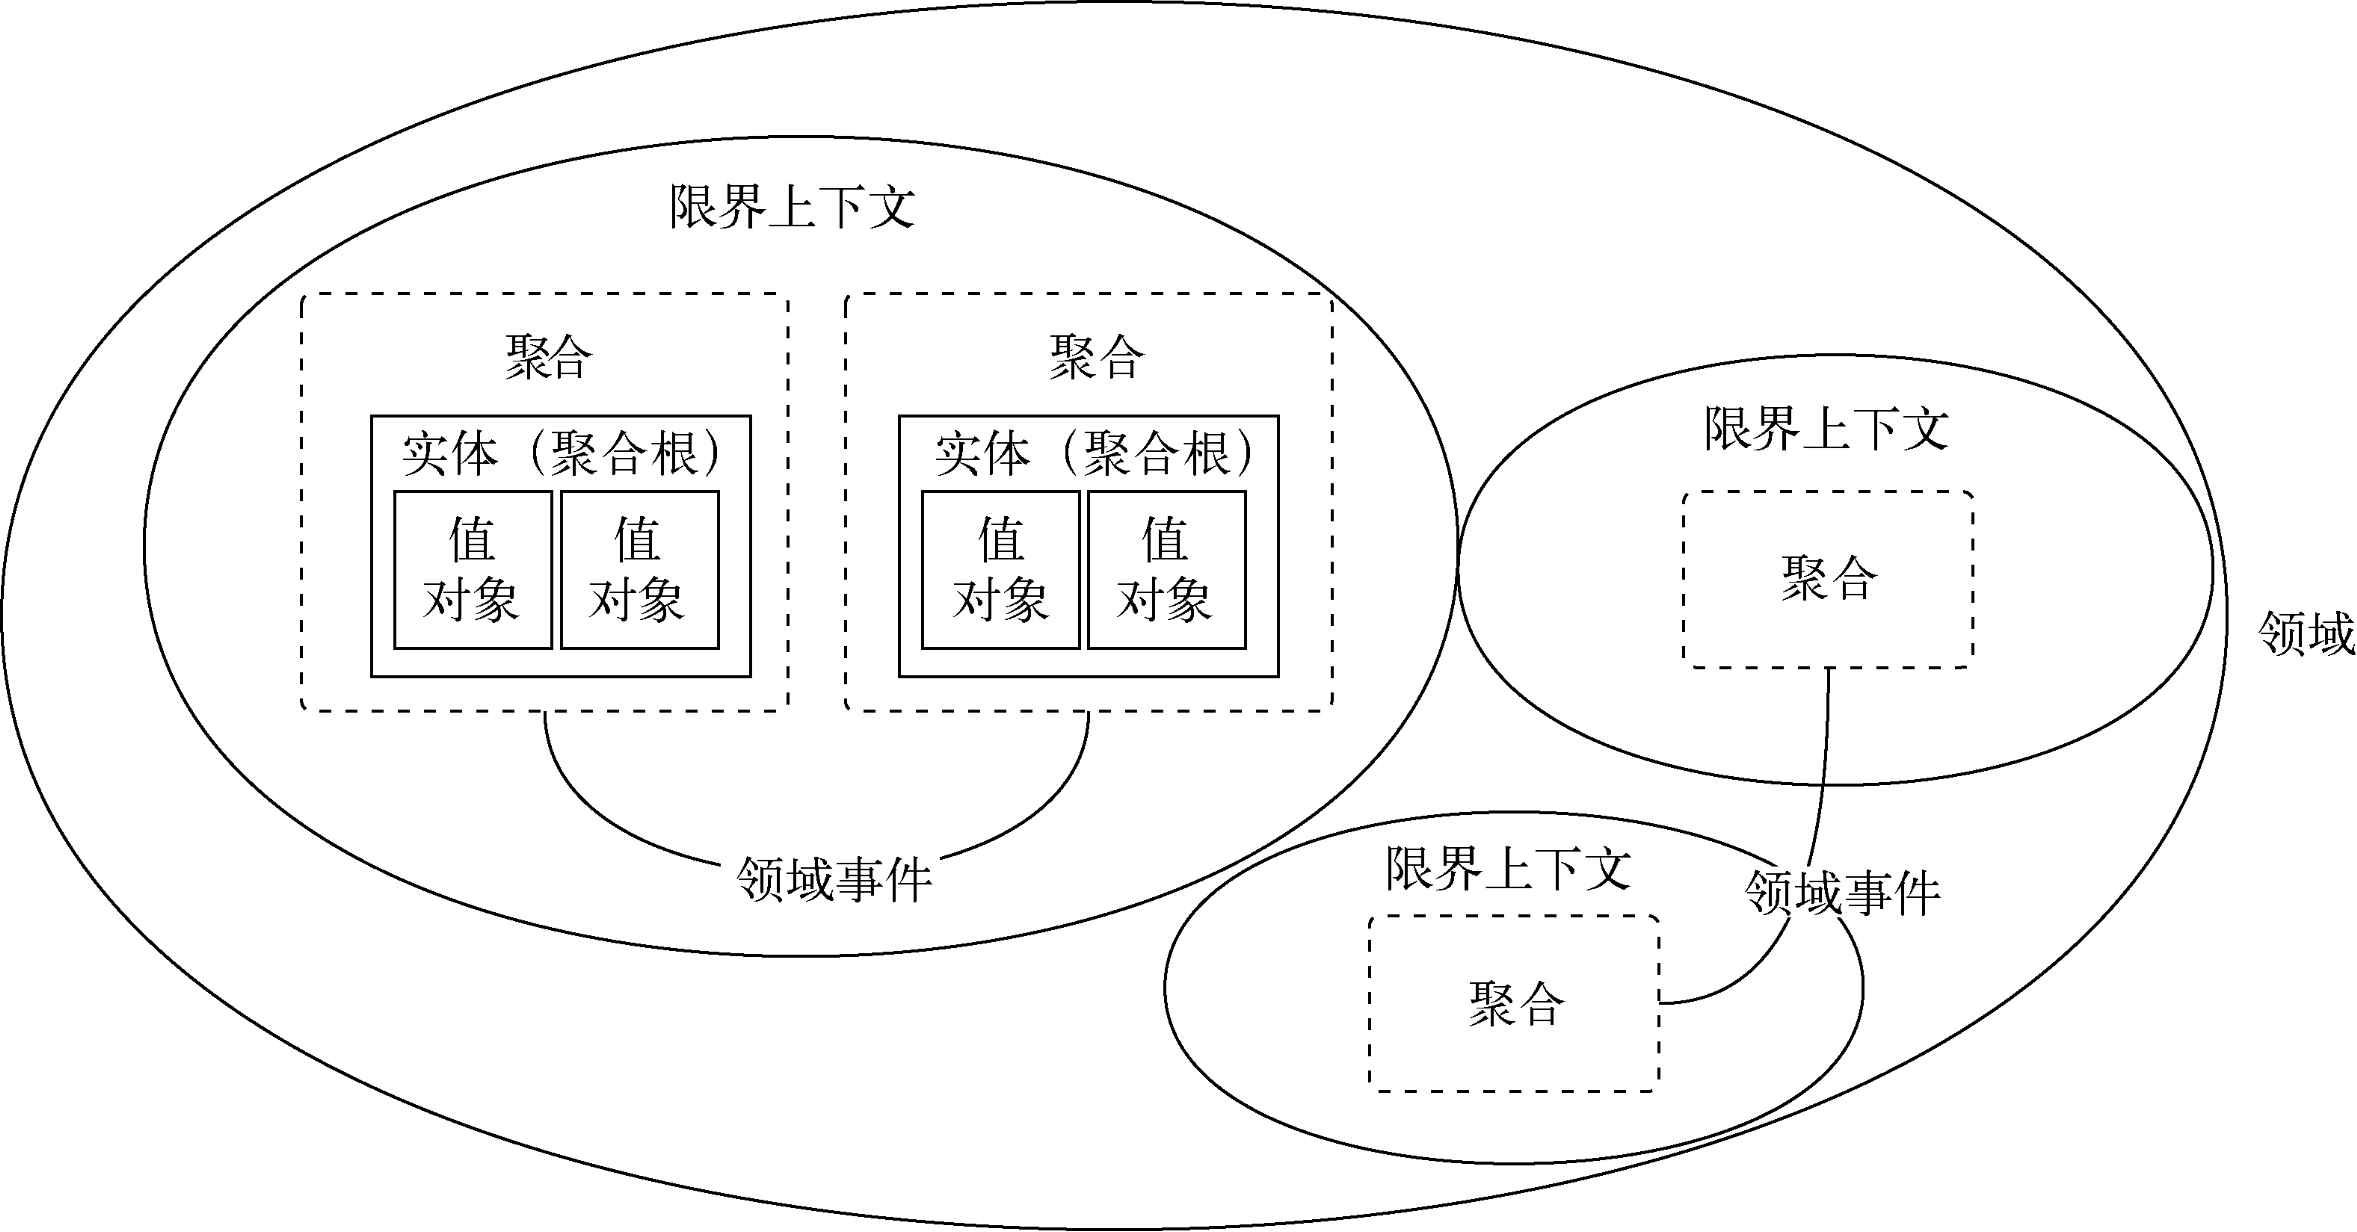 限界上下文
聚合
聚合
实体（聚合根）
实体（聚合根）
值
对象
值
对象
值
对象
值
对象
领域事件
限界上下文
聚合
领域
限界上下文
聚合
领域事件